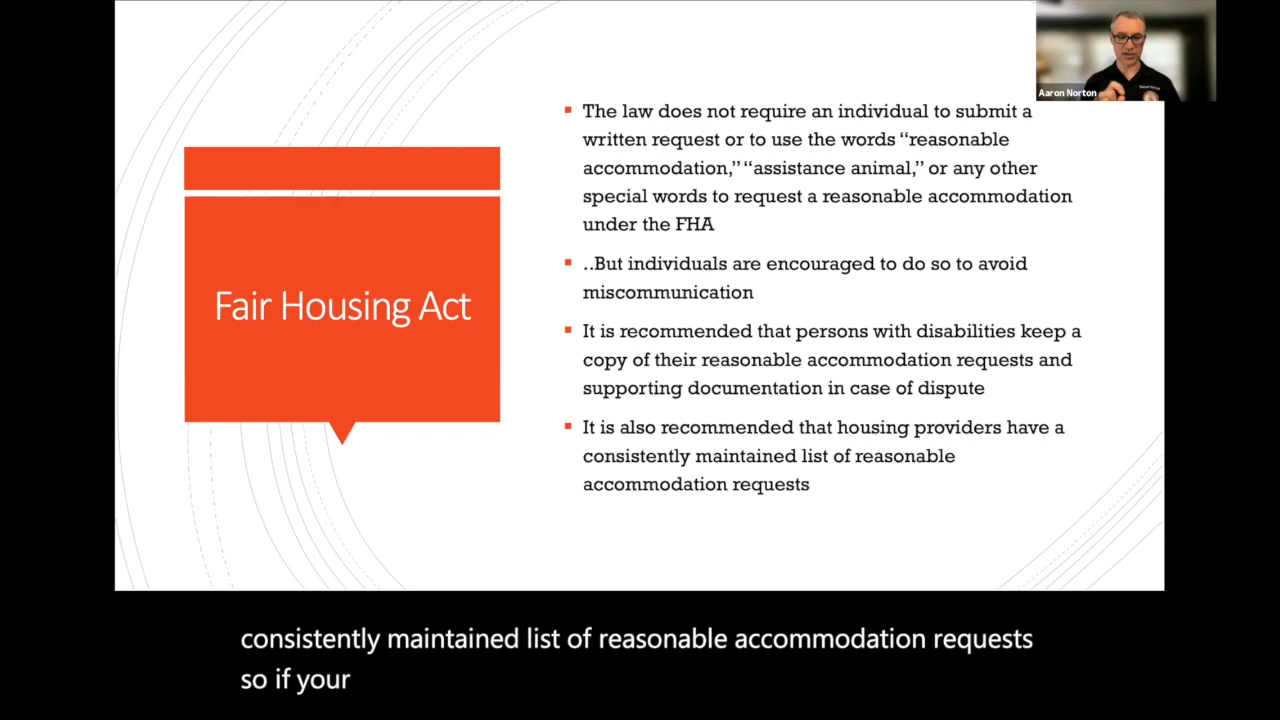 Aaron Norton
The law does not require an individual to submit a
written request or to use the words “reasonable
accommodation,” “assistance animal,” or any other
special words to request a reasonable accommodation
under the FHA
..But individuals are encouraged to do so to avoid
miscommunication
It is recommended that persons with disabilities keep a
copy of their reasonable accommodation requests and
supporting documentation in case of dispute
It is also recommended that housing providers have a
consistently maintained list of reasonable
accommodation requests
Fair Housing Act
consistently maintained list of reasonable accommodation requests
so if your